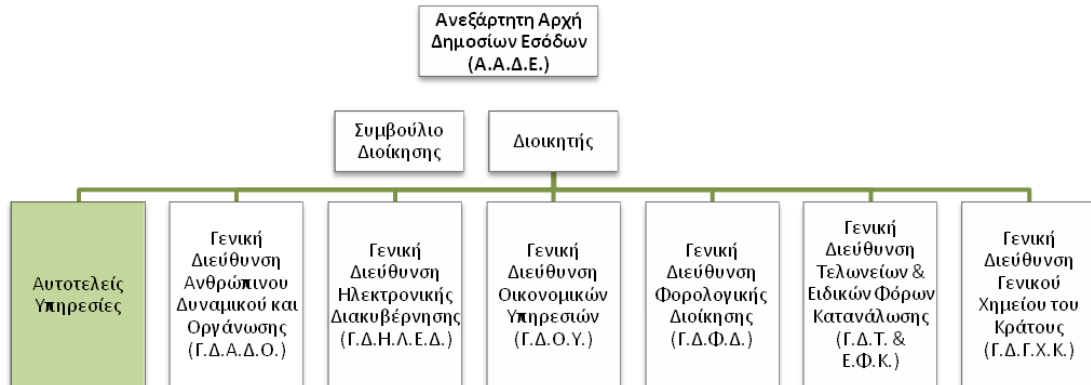 Ανεξάρτητη Αρχή
Δημοσίων Εσόδων
(Α.Α.Δ.Ε.)
Συμβούλιο
Διοίκησης
Διοικητής
Αυτοτελείς
Υπηρεσίες
Γενική
Διεύθυνση
Ανθρώπινου
Δυναμικού και
Οργάνωσης
(Γ.Δ.Α.Δ.Ο.)
Γενική
Διεύθυνση
Ηλεκτρονικής
Διακυβέρνησης
(Γ.Δ.Η.Λ.Ε.Δ.)
Γενική
Διεύθυνση
Οικονομικών
Υπηρεσιών
(Γ.Δ.Ο.Υ.)
Γενική
Διεύθυνση
Φορολογικής
Διοίκησης
(Γ.Δ.Φ.Δ.)
Γενική
Διεύθυνση
Τελωνείων &
Ειδικών Φόρων
Κατανάλωσης
(Γ.Δ.Τ. &
Ε.Φ.Κ.)
Γενική
Διεύθυνση
Γενικού
Χημείου του
Κράτους
(Γ.Δ.Γ.Χ.Κ.)